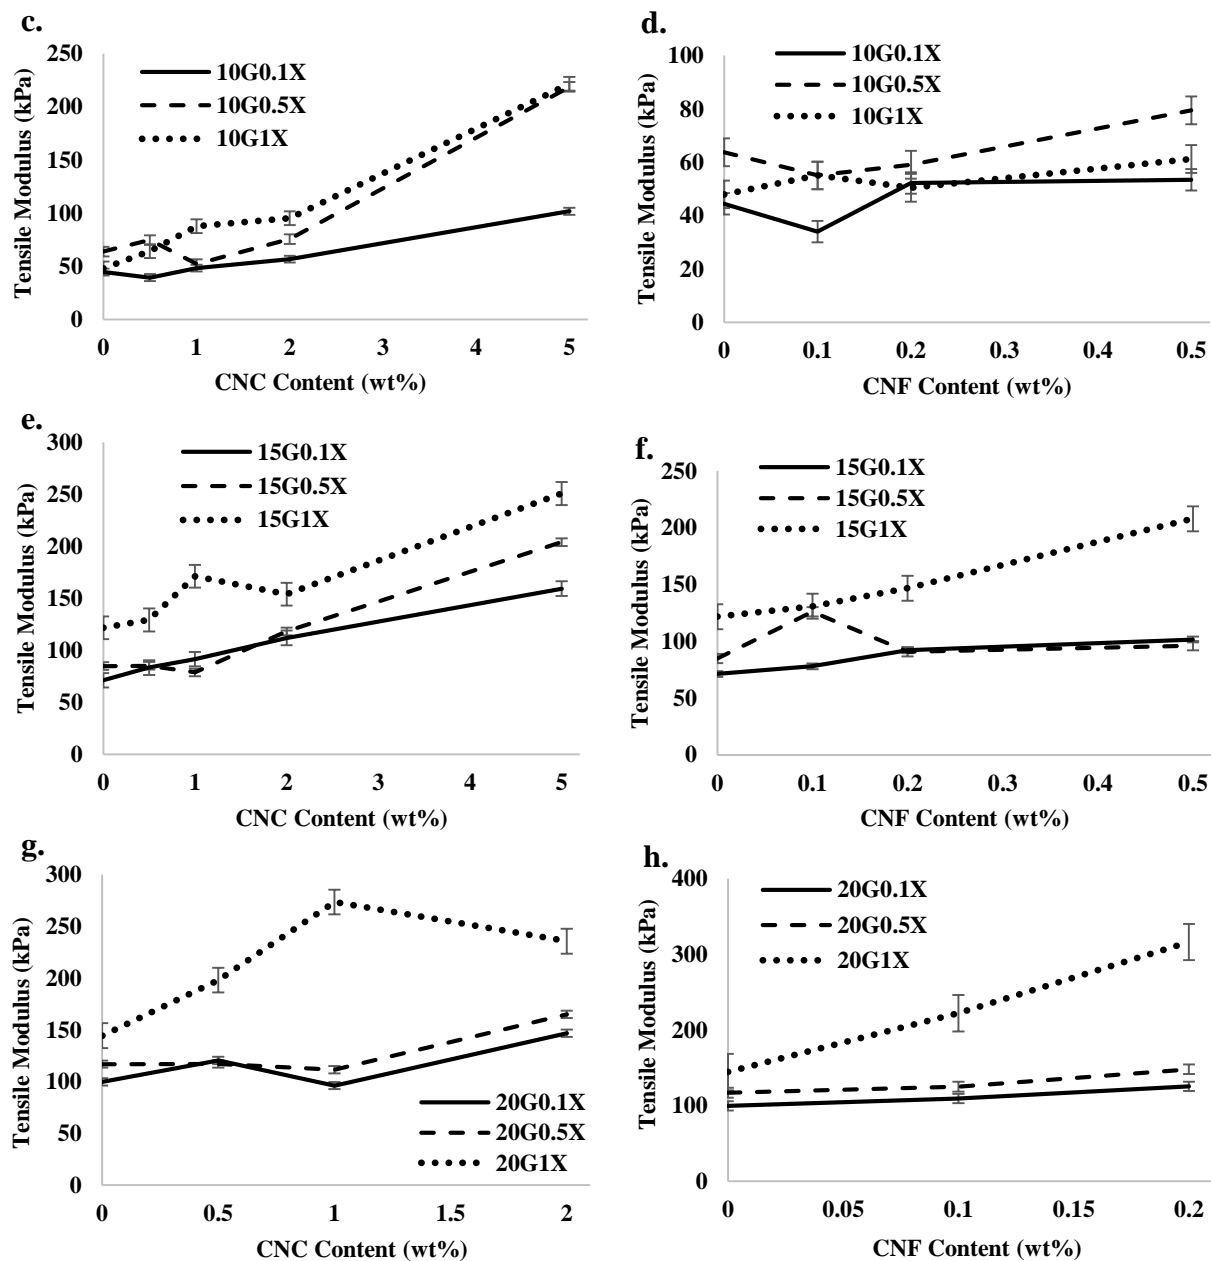 c.
Tensile Modulus (kPa)
250
200
150
100
50
0
10G0.1X
10G0.5X
10G1X
0 1 2 3 4 5
CNC Content (wt%)
d.
Tensile Modulus (kPa)
100
80
60
40
20
0
10G0.1X
10G0.5X
10G1X
0 0.1 0.2 0.3 0.4 0.5
CNF Content (wt%)
e.
Tensile Modulus (kPa)
300
250
200
150
100
50
0
15G0.1X
15G0.5X
15G1X
0 1 2 3 4 5
CNC Content (wt%)
f.
Tensile Modulus (kPa)
250
200
150
100
50
0
15G0.1X
15G0.5X
15G1X
0 0.1 0.2 0.3 0.4 0.5
CNF Content (wt%)
g.
Tensile Modulus (kPa)
300
250
200
150
100
50
0
20G0.1X
20G0.5X
20G1X
0 0.5 1 1.5 2
CNC Content (wt%)
h.
Tensile Modulus (kPa)
400
300
200
100
0
20G0.1X
20G0.5X
20G1X
0 0.05 0.1 0.15 0.2
CNF Content (wt%)